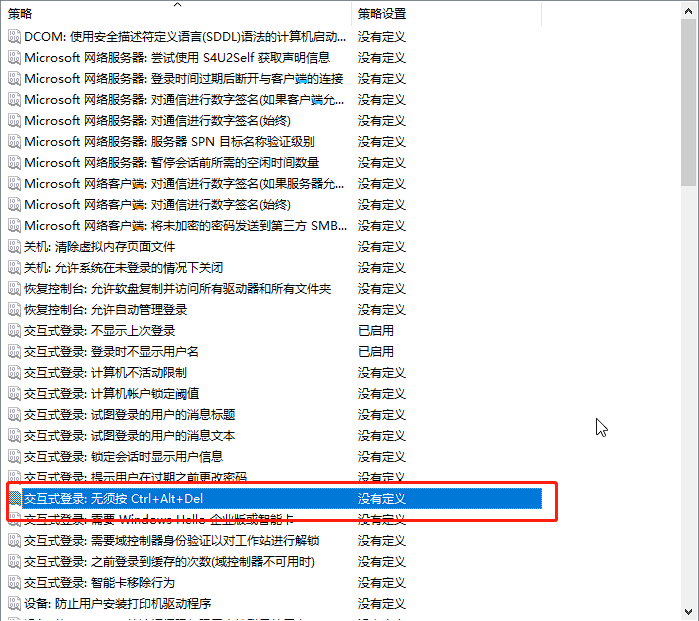 策略 策略设置
DCOM: 使用安全描述符定义语言(SDDL)语法的计算机启动... 没有定义
Microsoft 网络服务器: 尝试使用 S4U2Self 获取声明信息 没有定义
Microsoft 网络服务器: 登录时间过期后断开与客户端的连接 没有定义
Microsoft 网络服务器: 对通信进行数字签名(如果客户端允... 没有定义
Microsoft 网络服务器: 对通信进行数字签名(始终) 没有定义
Microsoft 网络服务器: 服务器 SPN 目标名称验证级别 没有定义
Microsoft 网络服务器: 暂停会话前所需的空闲时间数量 没有定义
Microsoft 网络客户端: 对通信进行数字签名(如果服务器允... 没有定义
Microsoft 网络客户端: 对通信进行数字签名(始终) 没有定义
Microsoft 网络客户端: 将未加密的密码发送到第三方 SMB... 没有定义
关机: 清除虚拟内存页面文件 没有定义
关机: 允许系统在未登录的情况下关闭 没有定义
恢复控制台: 允许软盘复制并访问所有驱动器和所有文件夹 没有定义
恢复控制台: 允许自动管理登录 没有定义
交互式登录: 不显示上次登录 已启用
交互式登录: 登录时不显示用户名 已启用
交互式登录: 计算机不活动限制 没有定义
交互式登录: 计算机帐户锁定阈值 没有定义
交互式登录: 试图登录的用户的消息标题 没有定义
交互式登录: 试图登录的用户的消息文本 没有定义
交互式登录: 锁定会话时显示用户信息 没有定义
交互式登录: 提示用户在过期之前更改密码 没有定义
交互式登录: 无须按 Ctrl+Alt+Del 没有定义
交互式登录: 需要 Windows Hello 企业版或智能卡 没有定义
交互式登录: 需要域控制器身份验证以对工作站进行解锁 没有定义
交互式登录: 之前登录到缓存的次数(域控制器不可用时) 没有定义
交互式登录: 智能卡移除行为 没有定义
设备: 防止用户安装打印机驱动程序 没有定义